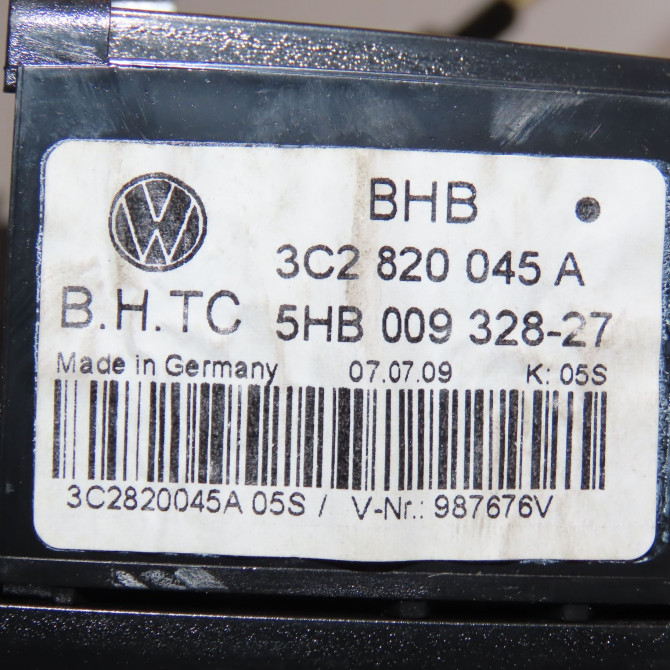 BHB
3C2 820 045 A
B.H.TC 5HB 009 328-27
Made in Germany 07.07.09 K: 05S
3C2820045A 05S / V-Nr.: 987676V